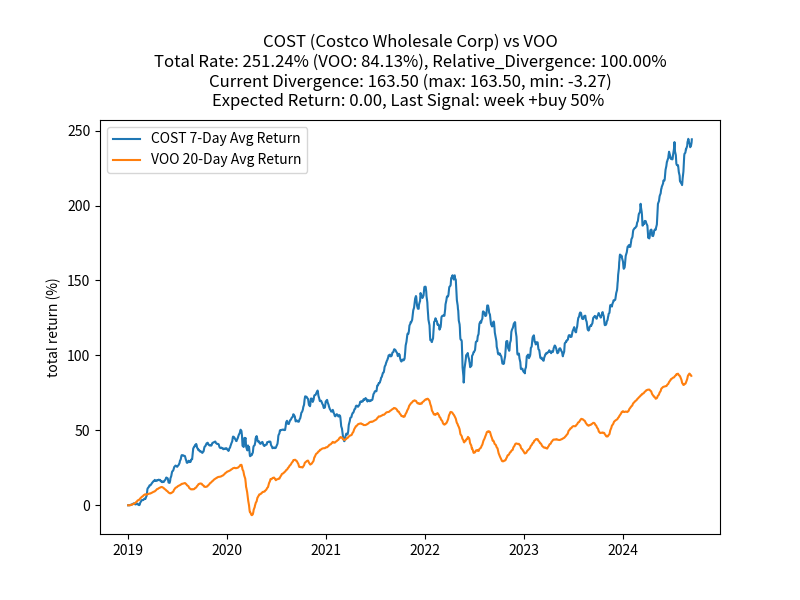 COST (Costco Wholesale Corp) vs VOO
Total Rate: 251.24% (VOO: 84.13%), Relative_Divergence: 100.00%
Current Divergence: 163.50 (max: 163.50, min: -3.27)
Expected Return: 0.00, Last Signal: week +buy 50%
COST 7-Day Avg Return
VOO 20-Day Avg Return
total return (%)
250
200
150
100
50
0
2019 2020 2021 2022 2023 2024